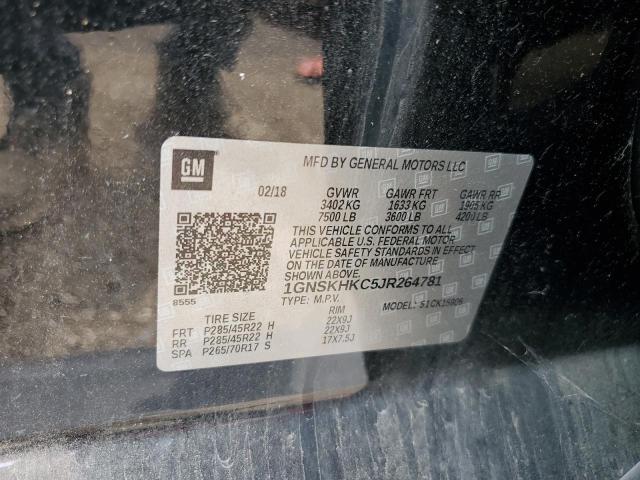 GM
MFD BY GENERAL MOTORS LLC
02/18 GVWR GAWR FRT GAWR RR
3402 KG 1633 KG 1905 KG
7500 LB 3600 LB 4200 LB
THIS VEHICLE CONFORMS TO ALL
APPLICABLE U.S. FEDERAL MOTOR
VEHICLE SAFETY STANDARDS IN EFFECT
ON THE DATE OF MANUFACTURE
SHOWN ABOVE.
1GNSKHKC5JR264781
8555 TYPE: M.P.V. MODEL: S1CK15906
TIRE SIZE RIM
FRT P285/45R22 H 22X9J
RR P285/45R22 H 22X9J
SPA P265/70R17 S 17X7.5J